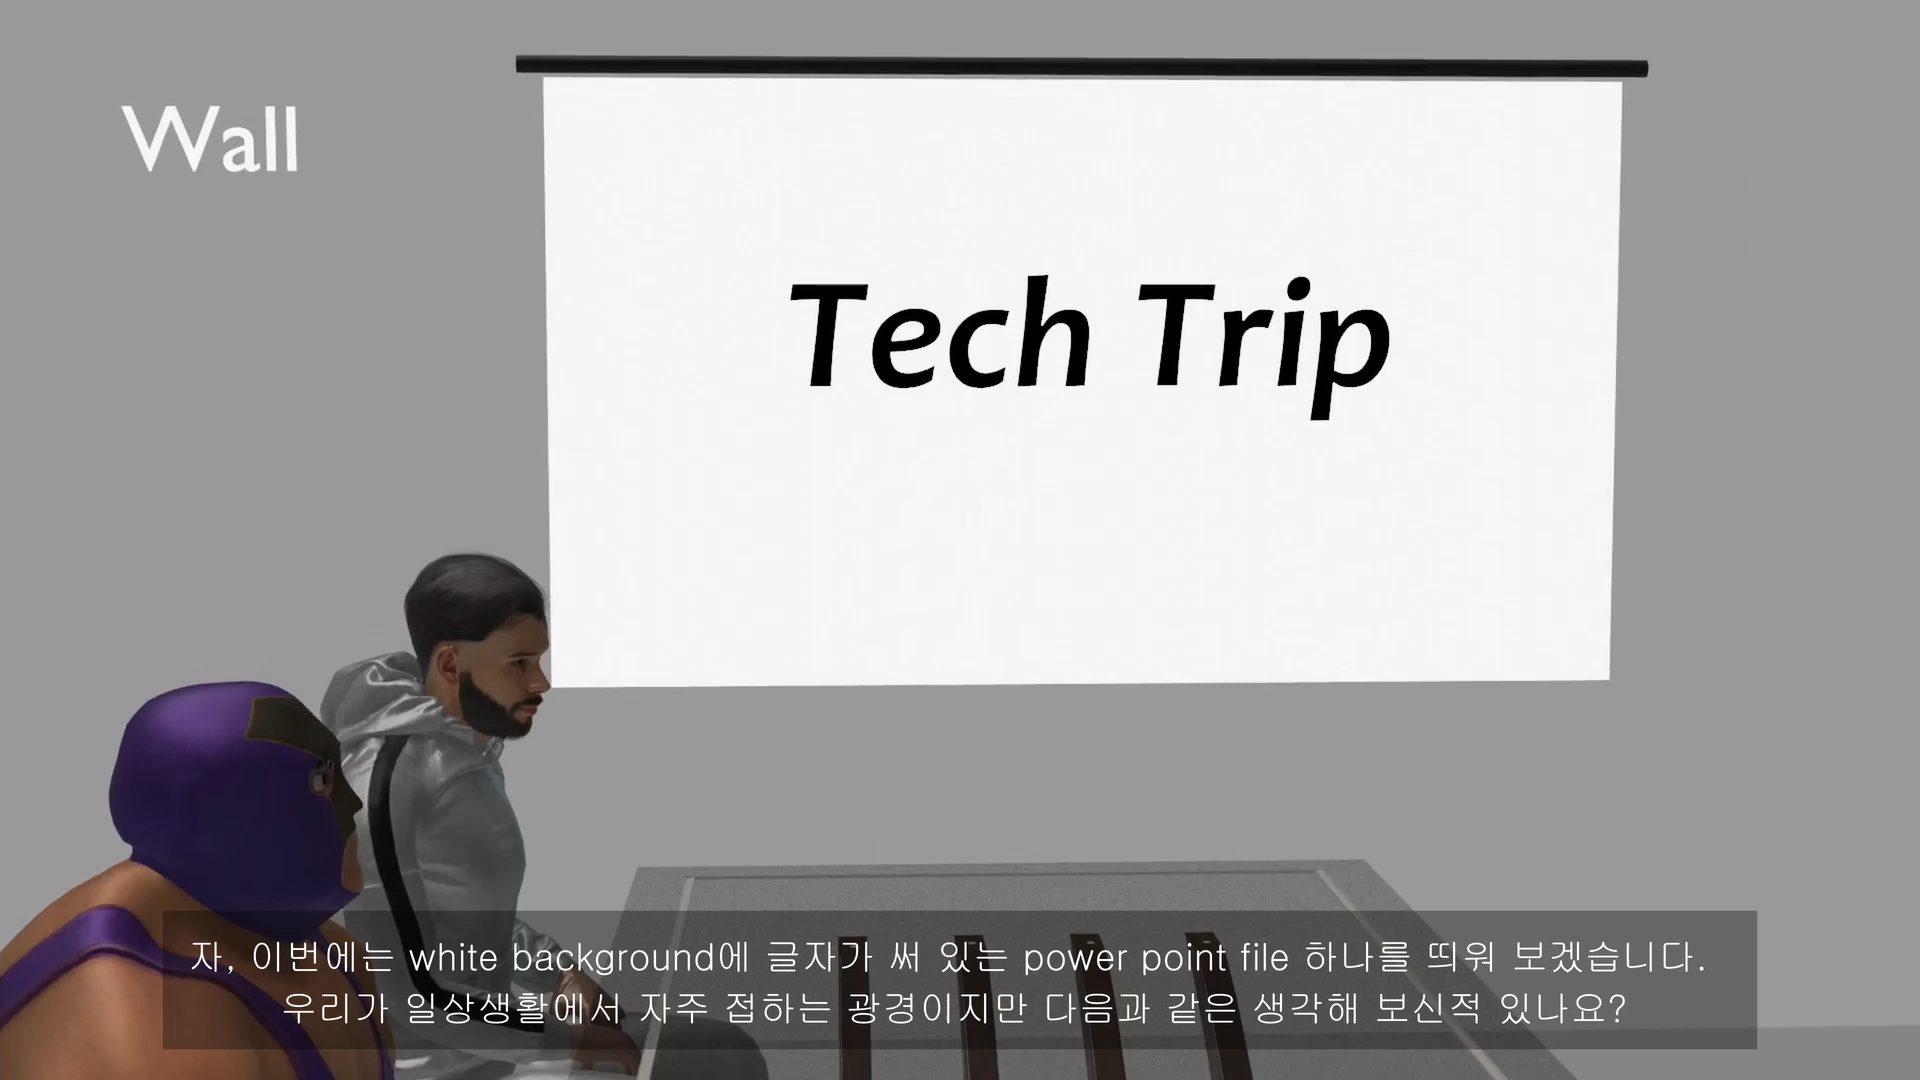 Wall
Tech Trip
자, 이번에는 white background에 글자가 써 있는 power point file 하나를 띄워 보겠습니다.
우리가 일상생활에서 자주 접하는 광경이지만 다음과 같은 생각해 보신적 있나요?